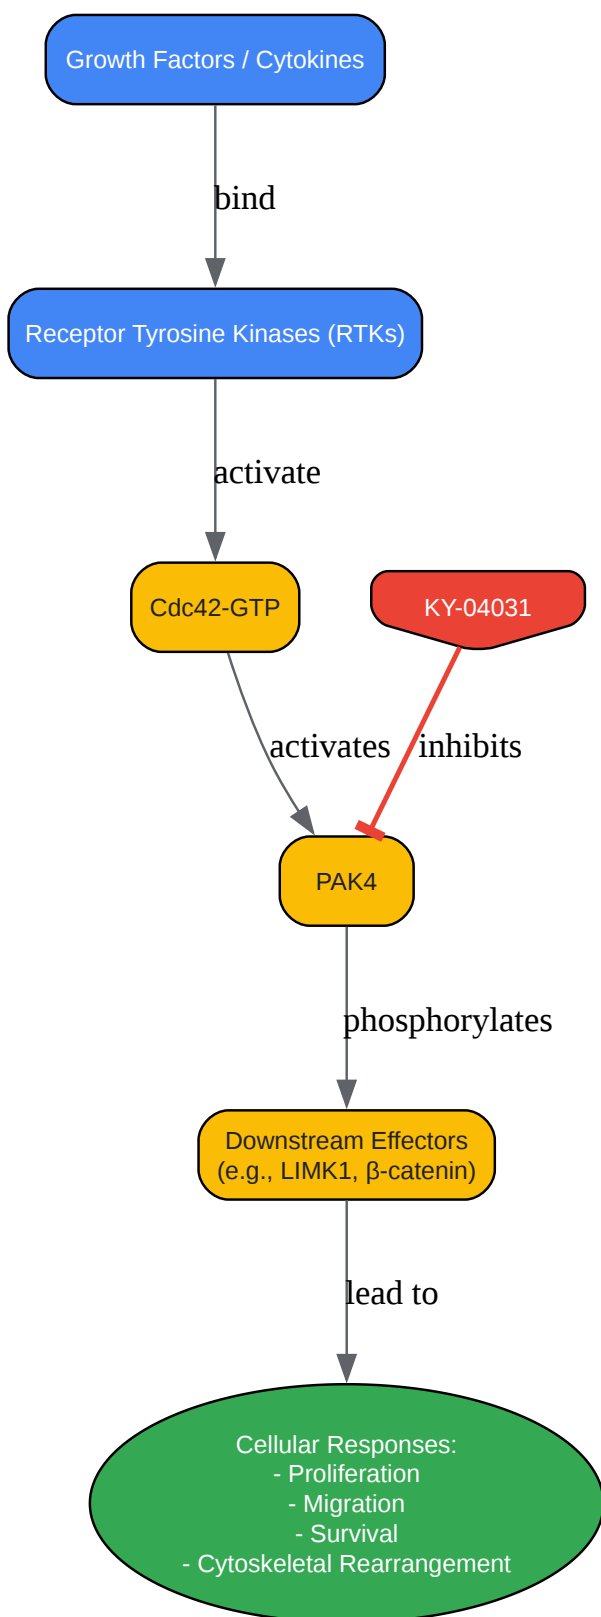 Growth Factors / Cytokines
bind
Receptor Tyrosine Kinases (RTKs)
activate
Cdc42-GTP
KY-04031
activates
inhibits
PAK4
phosphorylates
Downstream Effectors
(e.g., LIMK1, β-catenin)
lead to
Cellular Responses:
- Proliferation
- Migration
- Survival
- Cytoskeletal Rearrangement